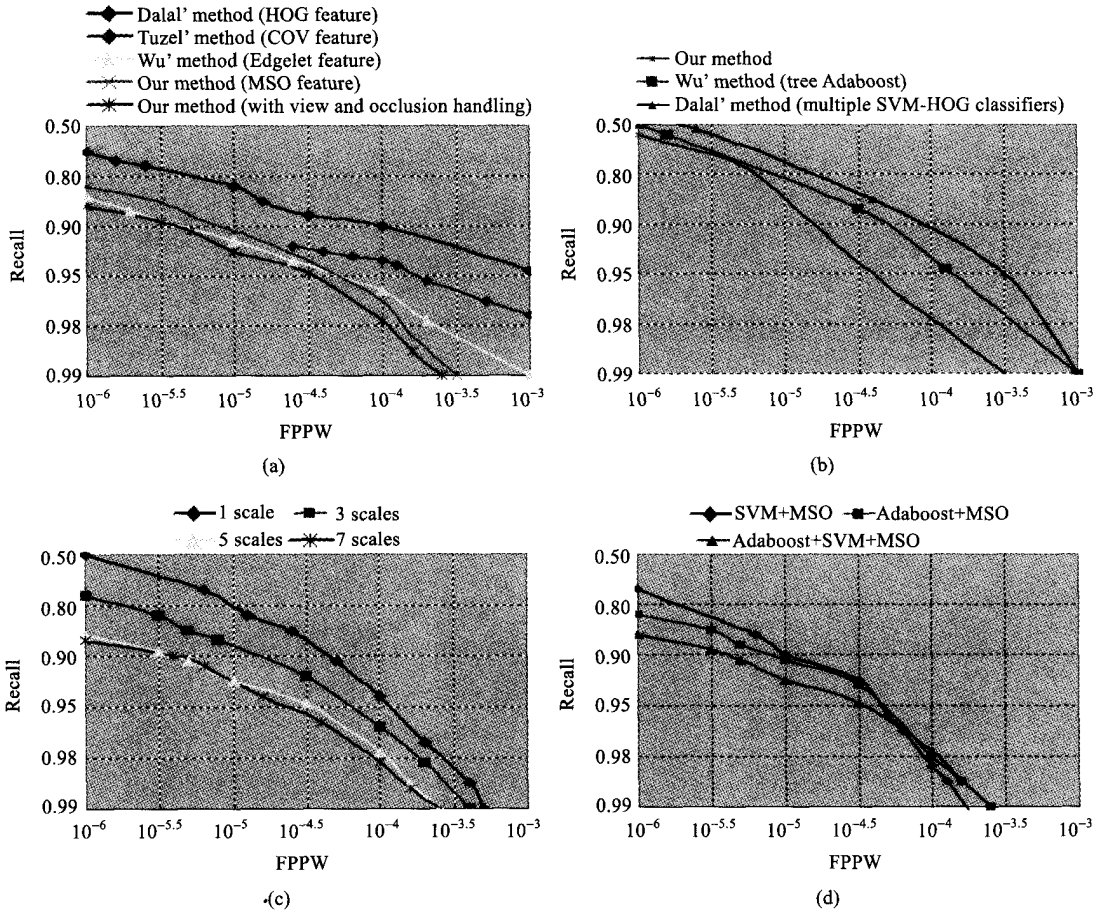 Dalal' method (HOG feature)
Tuzel' method (COV feature)
Wu' method (Edgelet feature)
Our method (MSO feature)
Our method (with view and occlusion handling)
0.50
0.80
0.90
0.95
0.98
0.99
Recall
10⁻⁶ 10⁻⁵·⁵ 10⁻⁵ 10⁻⁴·⁵ 10⁻⁴ 10⁻³·⁵ 10⁻³
FPPW
(a)
Our method
Wu' method (tree Adaboost)
Dalal' method (multiple SVM-HOG classifiers)
0.50
0.80
0.90
0.95
0.98
0.99
Recall
10⁻⁶ 10⁻⁵·⁵ 10⁻⁵ 10⁻⁴·⁵ 10⁻⁴ 10⁻³·⁵ 10⁻³
FPPW
(b)
1 scale 3 scales
5 scales 7 scales
0.50
0.80
0.90
0.95
0.98
0.99
Recall
10⁻⁶ 10⁻⁵·⁵ 10⁻⁵ 10⁻⁴·⁵ 10⁻⁴ 10⁻³·⁵ 10⁻³
FPPW
(c)
SVM+MSO Adaboost+MSO
Adaboost+SVM+MSO
0.50
0.80
0.90
0.95
0.98
0.99
Recall
10⁻⁶ 10⁻⁵·⁵ 10⁻⁵ 10⁻⁴·⁵ 10⁻⁴ 10⁻³·⁵ 10⁻³
FPPW
(d)